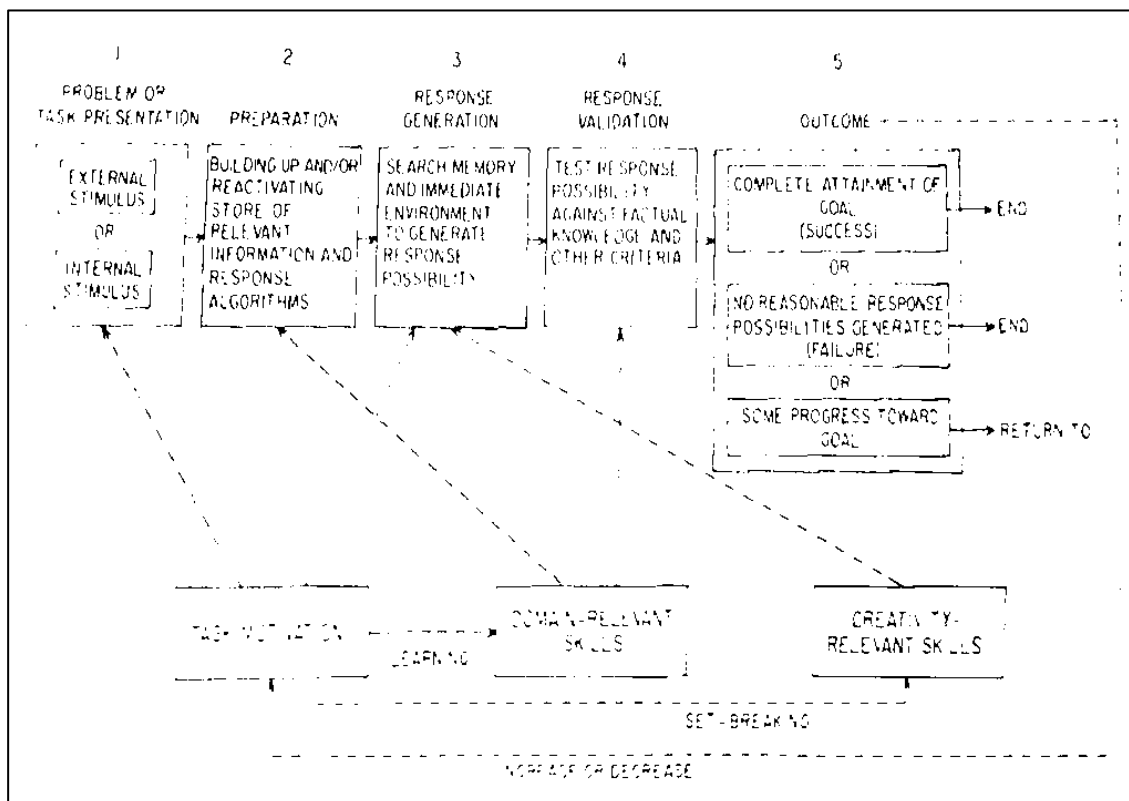 1
PROBLEM OR
TASK PRESENTATION
EXTERNAL
STIMULUS
OR
INTERNAL
STIMULUS
2
PREPARATION
BUILDING UP AND/OR
REACTIVATING
STORE OF
RELEVANT
INFORMATION AND
RESPONSE
ALGORITHMS
3
RESPONSE
GENERATION
SEARCH MEMORY
AND IMMEDIATE
ENVIRONMENT
TO GENERATE
RESPONSE
POSSIBILITY
4
RESPONSE
VALIDATION
TEST RESPONSE
POSSIBILITY
AGAINST FACTUAL
KNOWLEDGE AND
OTHER CRITERIA
5
OUTCOME
COMPLETE ATTAINMENT OF
GOAL
(SUCCESS)
END
OR
NO REASONABLE RESPONSE
POSSIBILITIES GENERATED
(FAILURE)
END
OR
SOME PROGRESS TOWARD
GOAL
RETURN TO
TASK MOTIVATION
LEARNING
DOMAIN-RELEVANT
SKILLS
CREATIVITY-
RELEVANT SKILLS
SET-BREAKING
INCREASE OR DECREASE